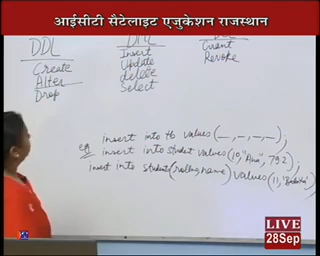 आईसीटी सैटेलाइट एजुकेशन राजस्थान
DDL DML
Create Insert Grant
Alter Update Revoke
Drop delete
Select
insert into tb values(_,_,_,_);
eg insert into student values(10,"Anu",792)
insert into student(rollno,name) values(11,
LIVE
28Sep